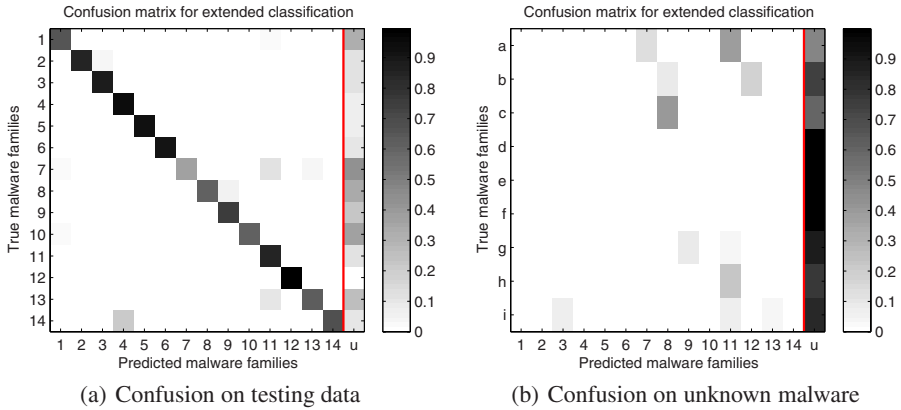 Confusion matrix for extended classification
True malware families
1
2
3
4
5
6
7
8
9
10
11
12
13
14
1 2 3 4 5 6 7 8 9 10 11 12 13 14 u
Predicted malware families
0.9
0.8
0.7
0.6
0.5
0.4
0.3
0.2
0.1
0
(a) Confusion on testing data
Confusion matrix for extended classification
True malware families
a
b
c
d
e
f
g
h
i
1 2 3 4 5 6 7 8 9 10 11 12 13 14 u
Predicted malware families
0.9
0.8
0.7
0.6
0.5
0.4
0.3
0.2
0.1
0
(b) Confusion on unknown malware